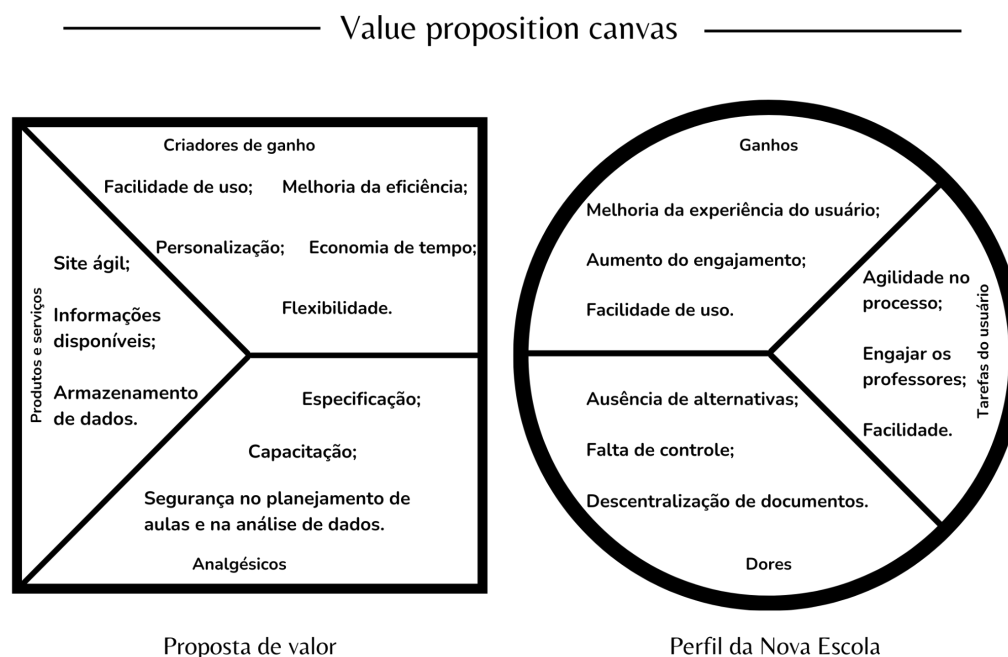 Value proposition canvas
Criadores de ganho
Facilidade de uso; Melhoria da eficiência;
Personalização; Economia de tempo;
Flexibilidade.
Produtos e serviços
Site ágil;
Informações
disponíveis;
Armazenamento
de dados.
Especificação;
Capacitação;
Segurança no planejamento de
aulas e na análise de dados.
Analgésicos
Proposta de valor
Ganhos
Melhoria da experiência do usuário;
Aumento do engajamento;
Facilidade de uso.
Agilidade no
processo;
Engajar os
professores;
Facilidade.
Tarefas do usuário
Ausência de alternativas;
Falta de controle;
Descentralização de documentos.
Dores
Perfil da Nova Escola